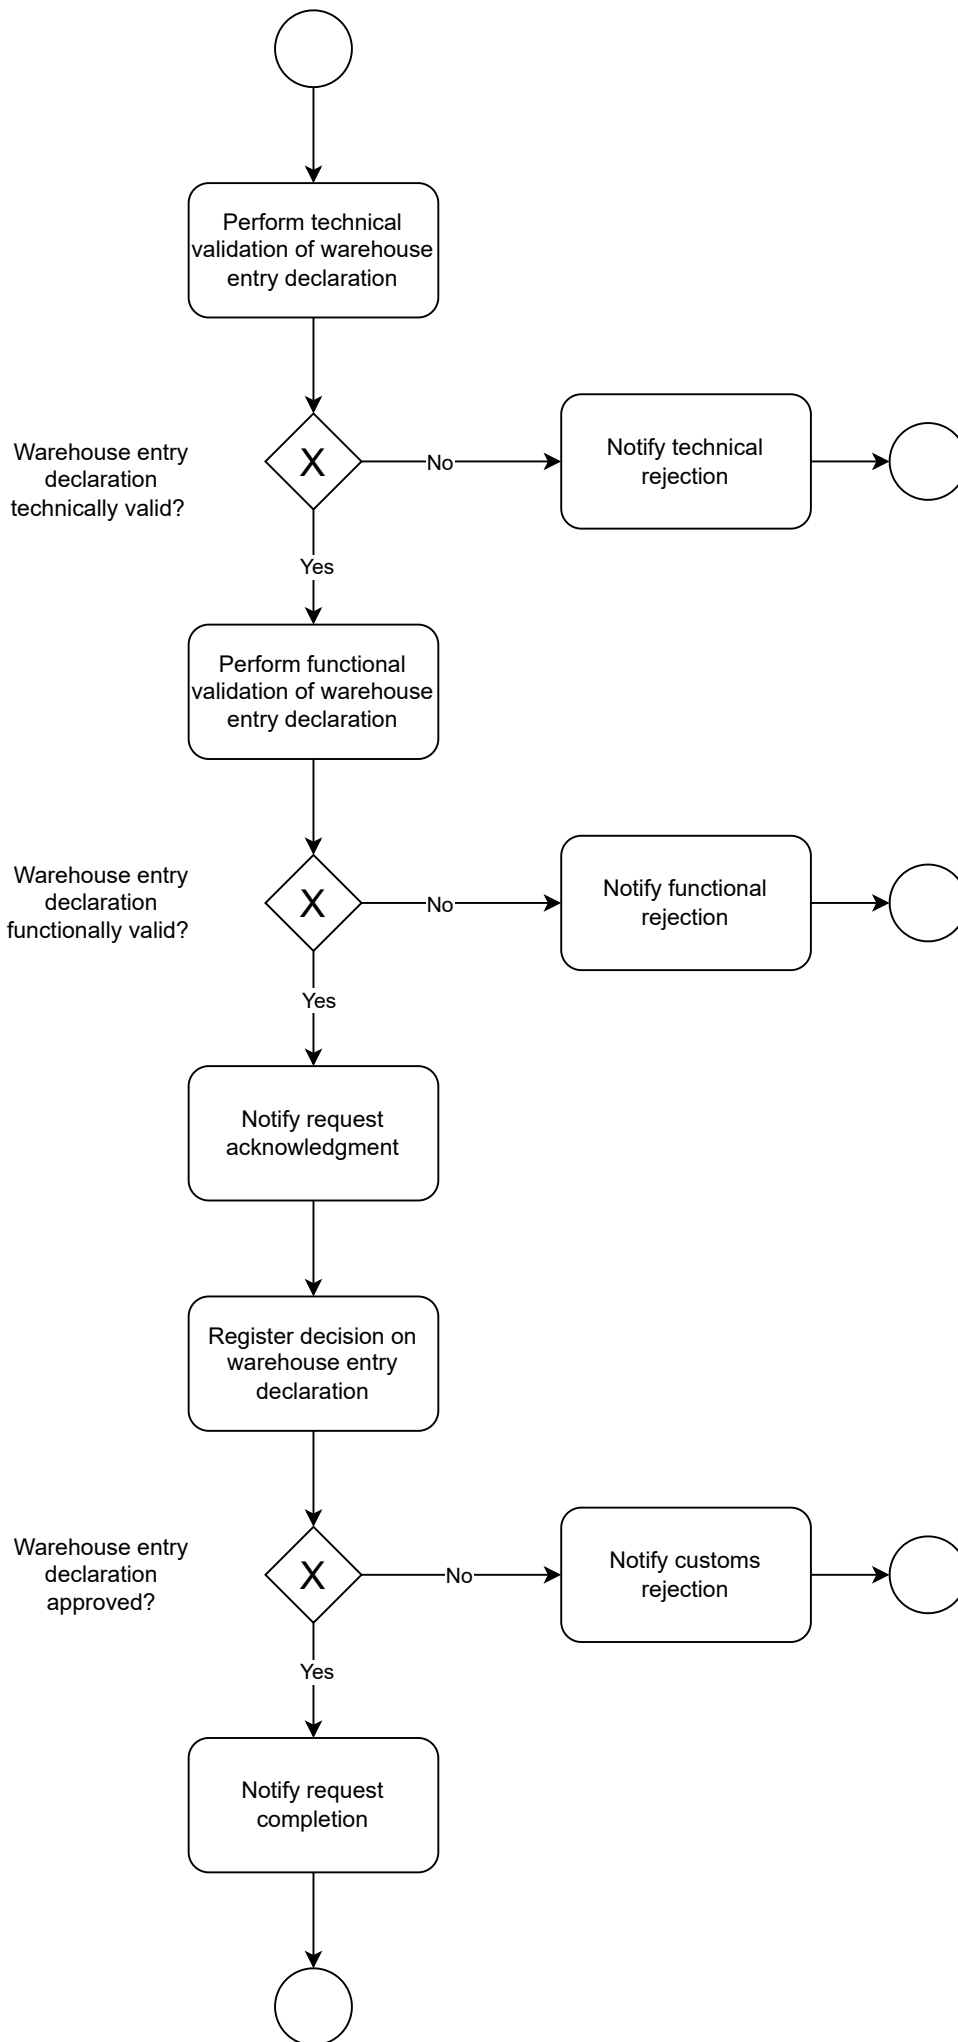 Perform technical
validation of warehouse
entry declaration
Warehouse entry
declaration
technically valid?
X
No
Notify technical
rejection
Yes
Perform functional
validation of warehouse
entry declaration
Warehouse entry
declaration
functionally valid?
X
No
Notify functional
rejection
Yes
Notify request
acknowledgment
Register decision on
warehouse entry
declaration
Warehouse entry
declaration
approved?
X
No
Notify customs
rejection
Yes
Notify request
completion